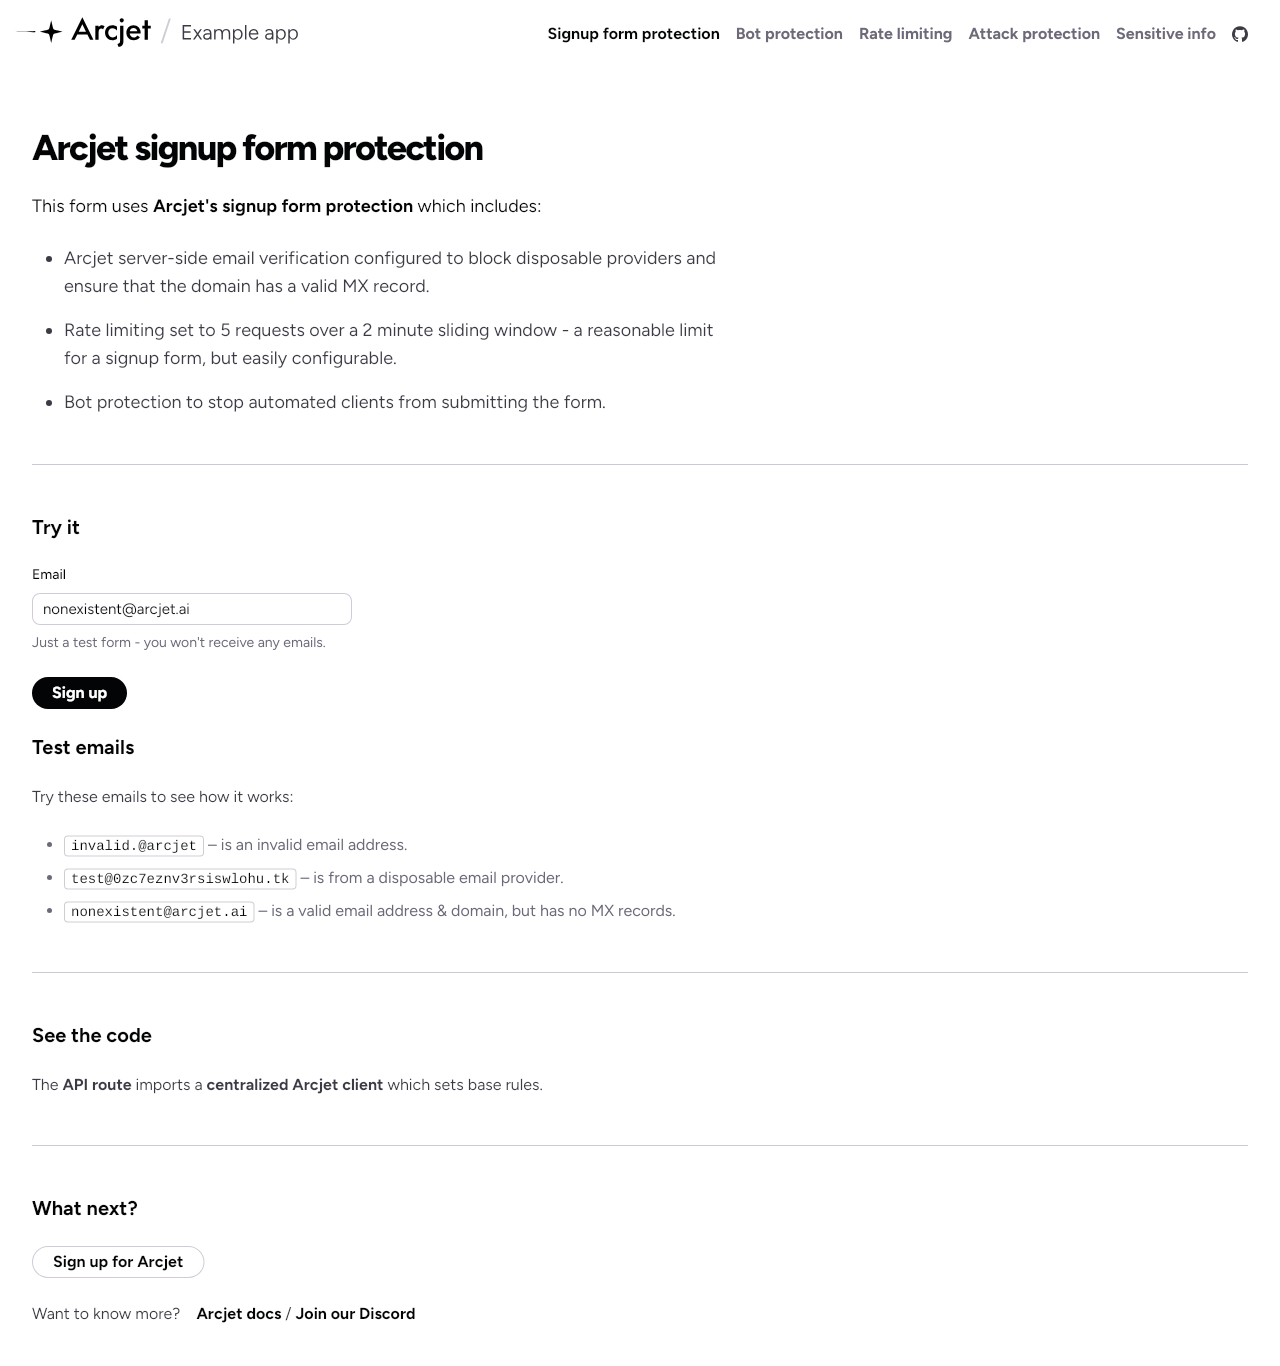 Arcjet / Example app
Signup form protection Bot protection Rate limiting Attack protection Sensitive info
Arcjet signup form protection
This form uses Arcjet's signup form protection which includes:
Arcjet server-side email verification configured to block disposable providers and
ensure that the domain has a valid MX record.
Rate limiting set to 5 requests over a 2 minute sliding window - a reasonable limit
for a signup form, but easily configurable.
Bot protection to stop automated clients from submitting the form.
Try it
Email
nonexistent@arcjet.ai
Just a test form - you won't receive any emails.
Sign up
Test emails
Try these emails to see how it works:
invalid.@arcjet – is an invalid email address.
test@0zc7eznv3rsiswlohu.tk – is from a disposable email provider.
nonexistent@arcjet.ai – is a valid email address & domain, but has no MX records.
See the code
The API route imports a centralized Arcjet client which sets base rules.
What next?
Sign up for Arcjet
Want to know more? Arcjet docs / Join our Discord